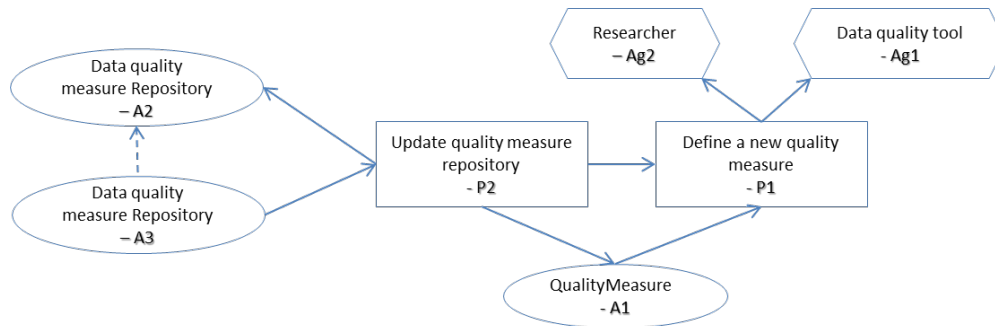 Researcher
– Ag2
Data quality tool
- Ag1
Data quality
measure Repository
– A2
Update quality measure
repository
- P2
Define a new quality
measure
- P1
Data quality
measure Repository
– A3
QualityMeasure
- A1